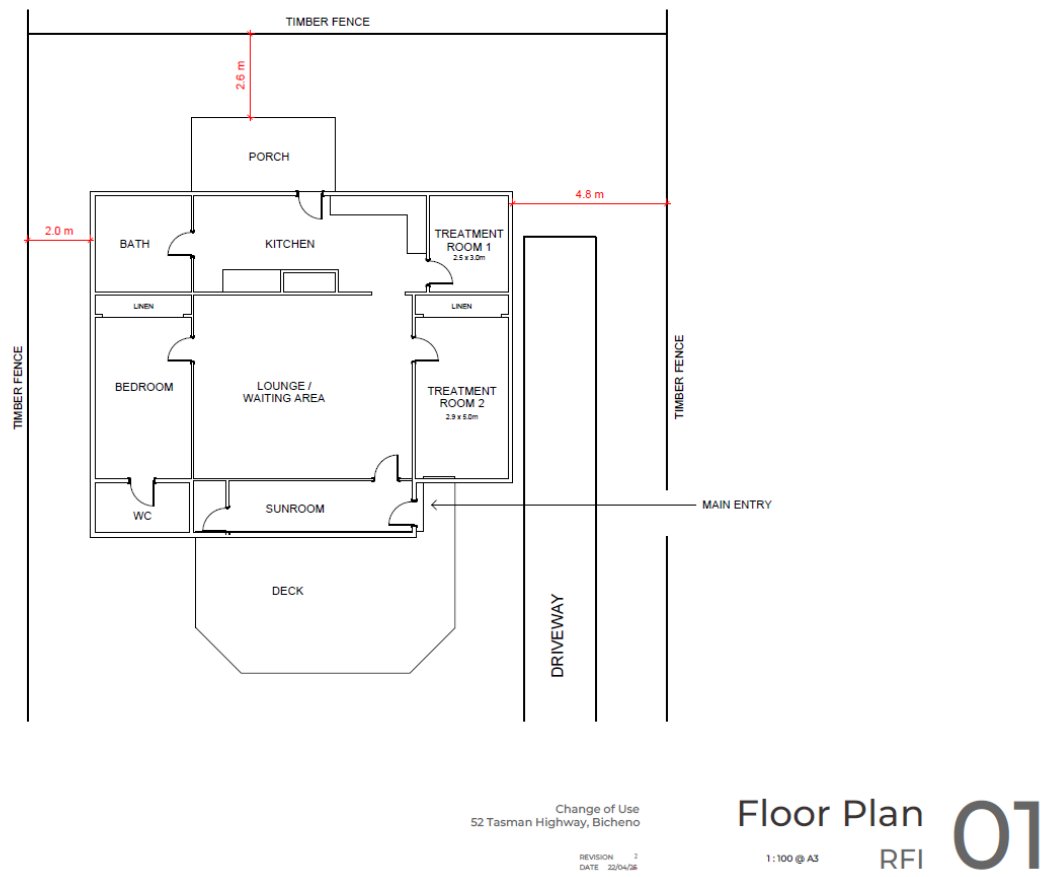 TIMBER FENCE
2.6 m
PORCH
4.8 m
2.0 m
BATH
KITCHEN
TREATMENT
ROOM 1
2.5 x 3.0m
LINEN
LINEN
TIMBER FENCE
TIMBER FENCE
BEDROOM
LOUNGE /
WAITING AREA
TREATMENT
ROOM 2
2.9 x 5.0m
WC
SUNROOM
MAIN ENTRY
DECK
DRIVEWAY
Change of Use
52 Tasman Highway, Bicheno
REVISION 2
DATE 22/04/26
Floor Plan
1 : 100 @ A3
RFI
01